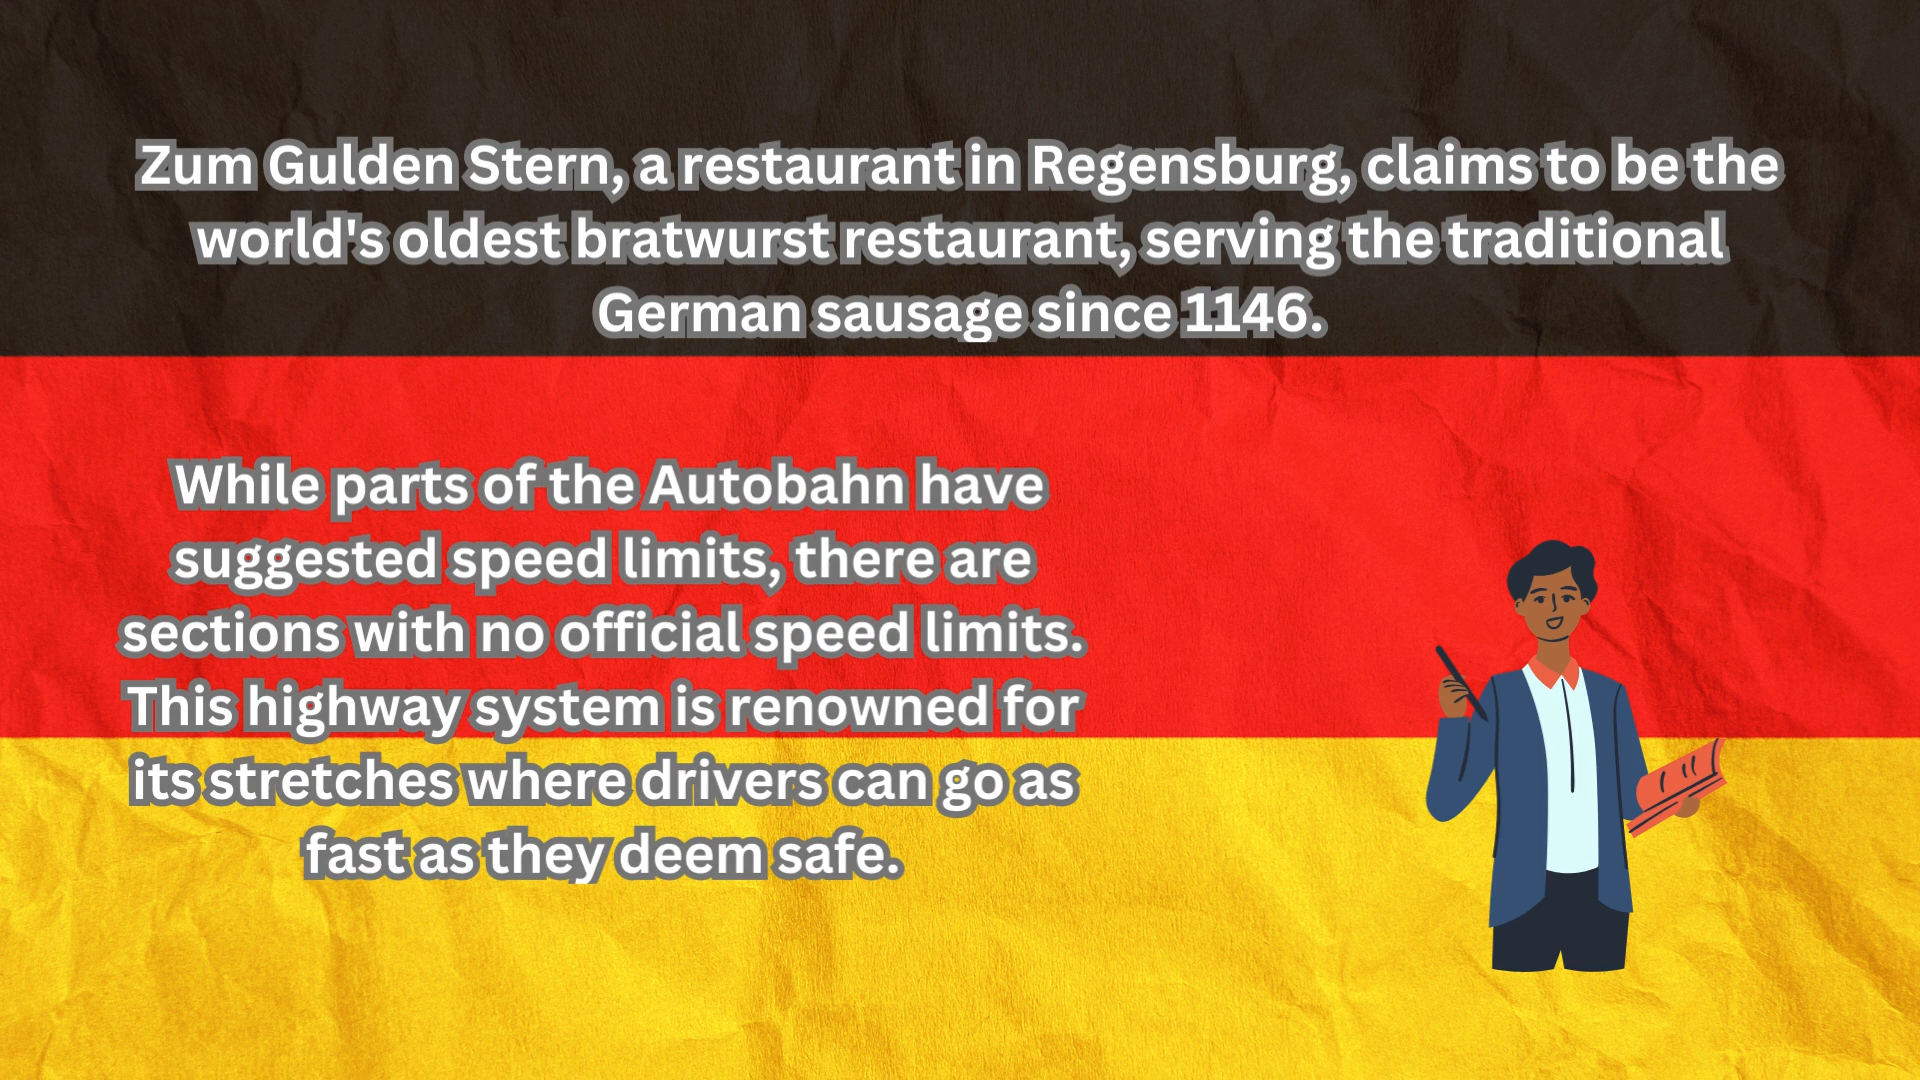 Zum Gulden Stern, a restaurant in Regensburg, claims to be the
world's oldest bratwurst restaurant, serving the traditional
German sausage since 1146.
While parts of the Autobahn have
suggested speed limits, there are
sections with no official speed limits.
This highway system is renowned for
its stretches where drivers can go as
fast as they deem safe.